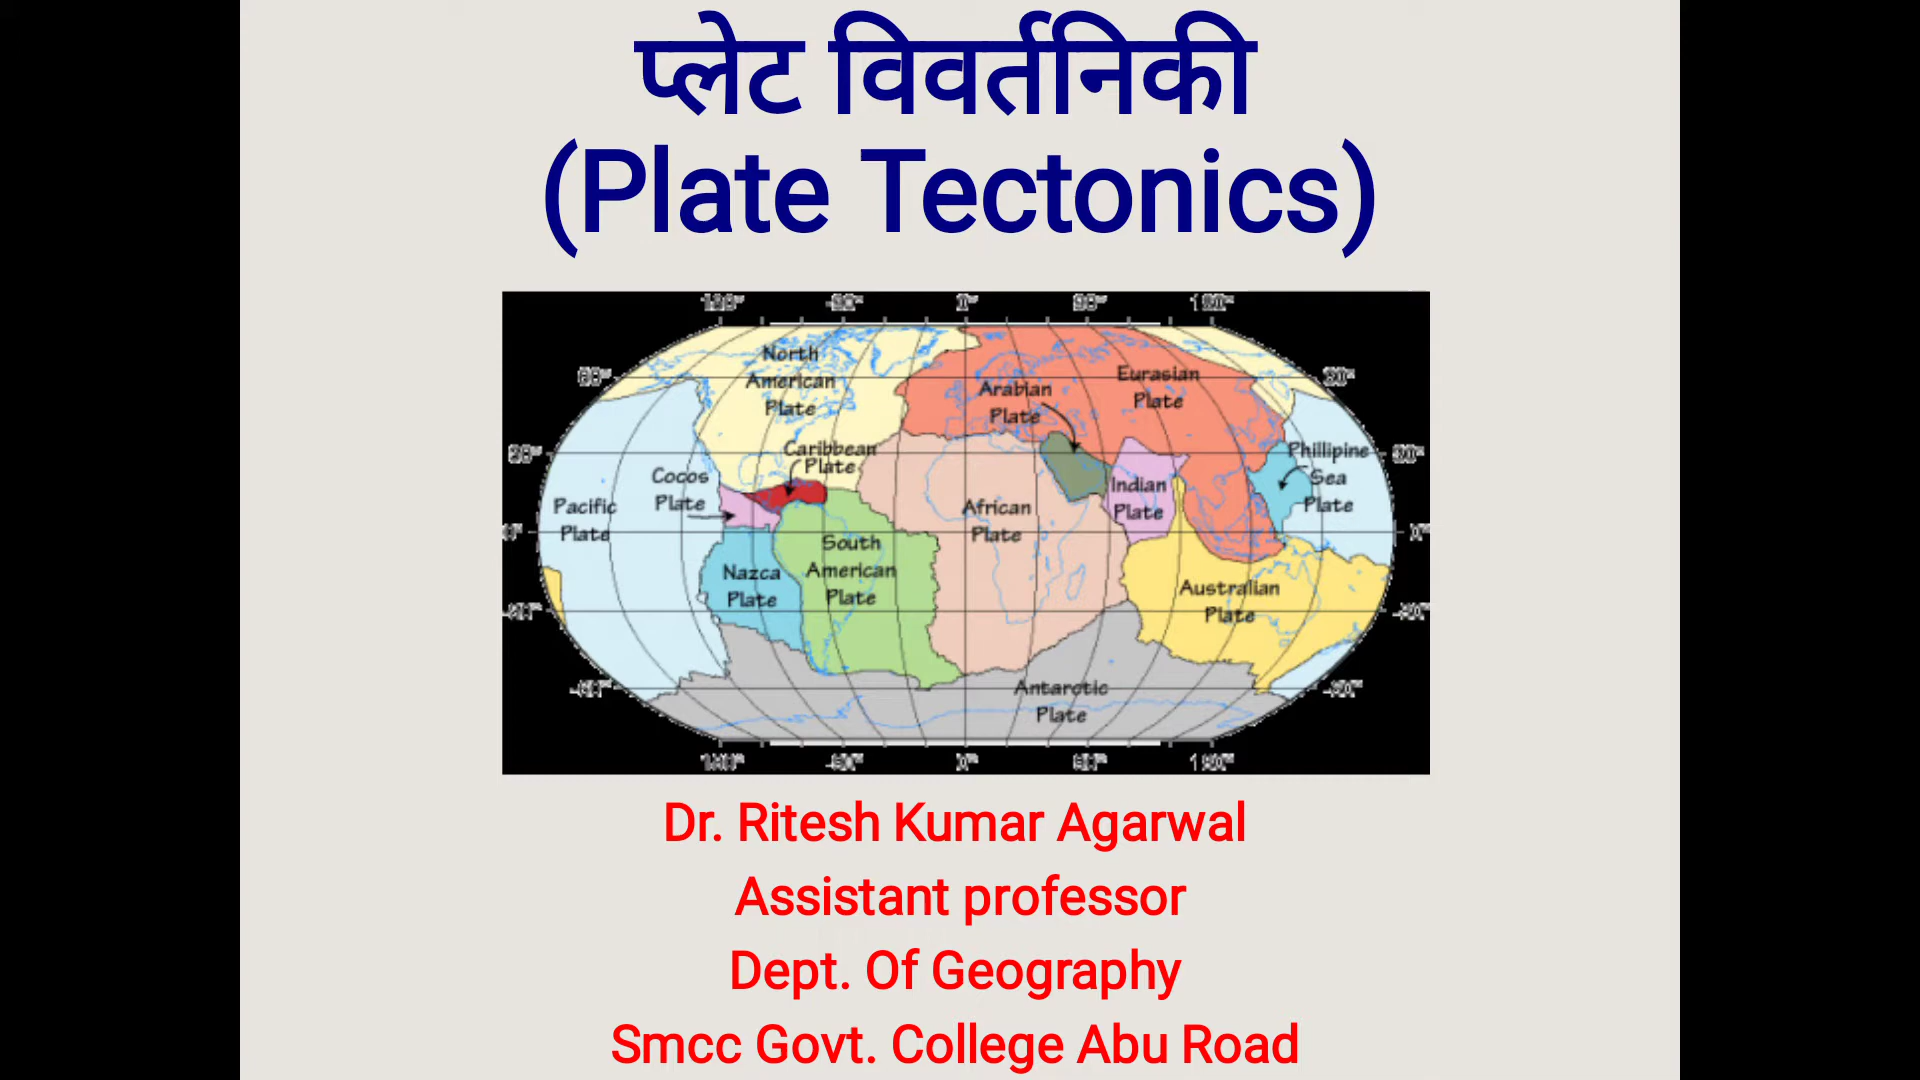 प्लेट विवर्तनिकी
(Plate Tectonics)
North
American
Plate
Arabian
Plate
Eurasian
Plate
Caribbean
Plate
Cocos
Plate
Phillipine
Sea
Plate
Pacific
Plate
Indian
Plate
African
Plate
South
American
Plate
Nazca
Plate
Australian
Plate
Antarctic
Plate
Dr. Ritesh Kumar Agarwal
Assistant professor
Dept. Of Geography
Smcc Govt. College Abu Road